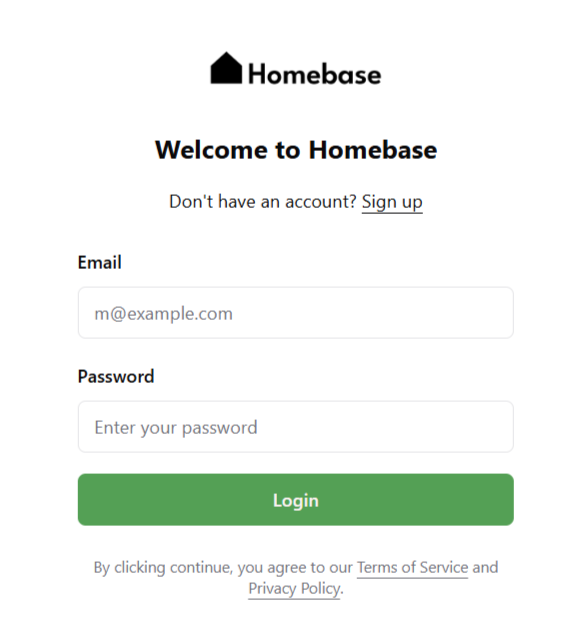 Homebase
Welcome to Homebase
Don't have an account? Sign up
Email
m@example.com
Password
Enter your password
Login
By clicking continue, you agree to our Terms of Service and
Privacy Policy.